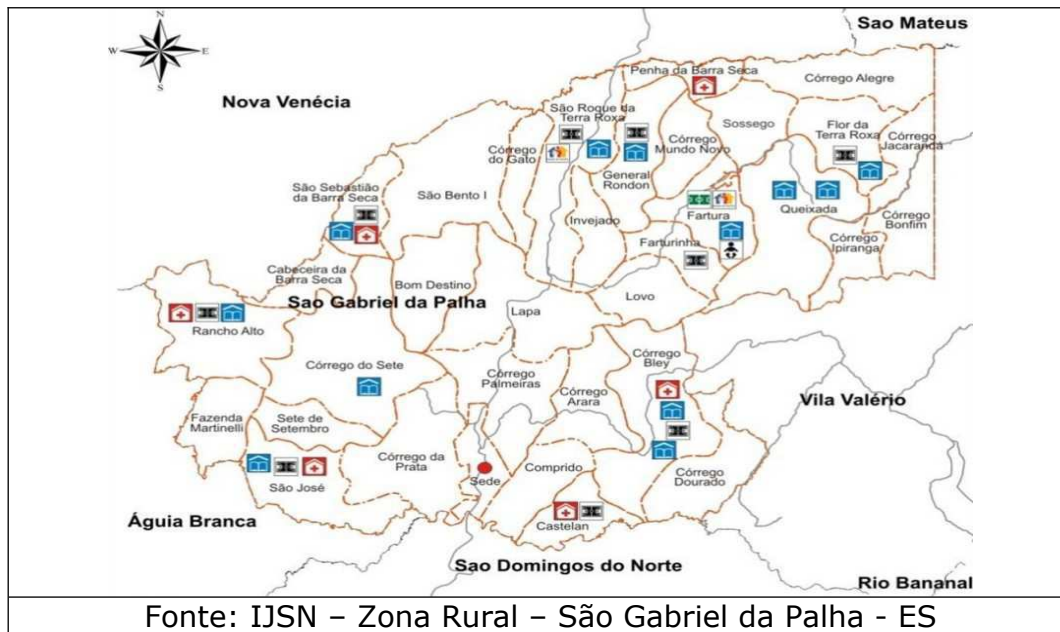 N
W
E
S
Sao Mateus
Nova Venécia
Penha da Barra Seca
Córrego Alegre
São Roque da
Terra Roxa
Córrego
do Gato
General
Rondon
Córrego
Mundo Novo
Sossego
Flor da
Terra Roxa
Córrego
Jacarancá
São Sebastião
da Barra Seca
São Bento I
Invejado
Fartura
Queixada
Córrego
Bonfim
Farturinha
Córrego
Ipiranga
Cabeceira da
Barra Seca
Bom Destino
Sao Gabriel da Palha
Lovo
Lapa
Rancho Alto
Córrego do Sete
Córrego
Palmeiras
Córrego
Arara
Córrego
Bley
Vila Valério
Fazenda
Martinelli
Sete de
Setembro
Córrego da
Prata
Sede
Comprido
Córrego
Dourado
São José
Castelan
Águia Branca
Sao Domingos do Norte
Rio Bananal
Fonte: IJSN – Zona Rural – São Gabriel da Palha - ES